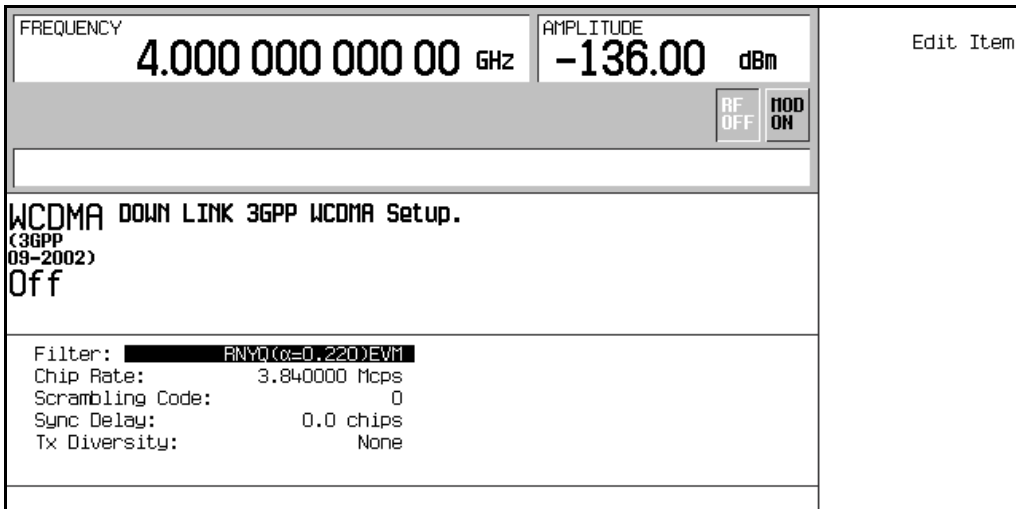 FREQUENCY
4.000 000 000 00 GHz
AMPLITUDE
-136.00 dBm
Edit Item
RF OFF
MOD ON
WCDMA DOWN LINK 3GPP WCDMA Setup.
(3GPP
09-2002)
Off
Filter: RNYQ(α=0.220)EVM
Chip Rate: 3.840000 Mcps
Scrambling Code: 0
Sync Delay: 0.0 chips
Tx Diversity: None